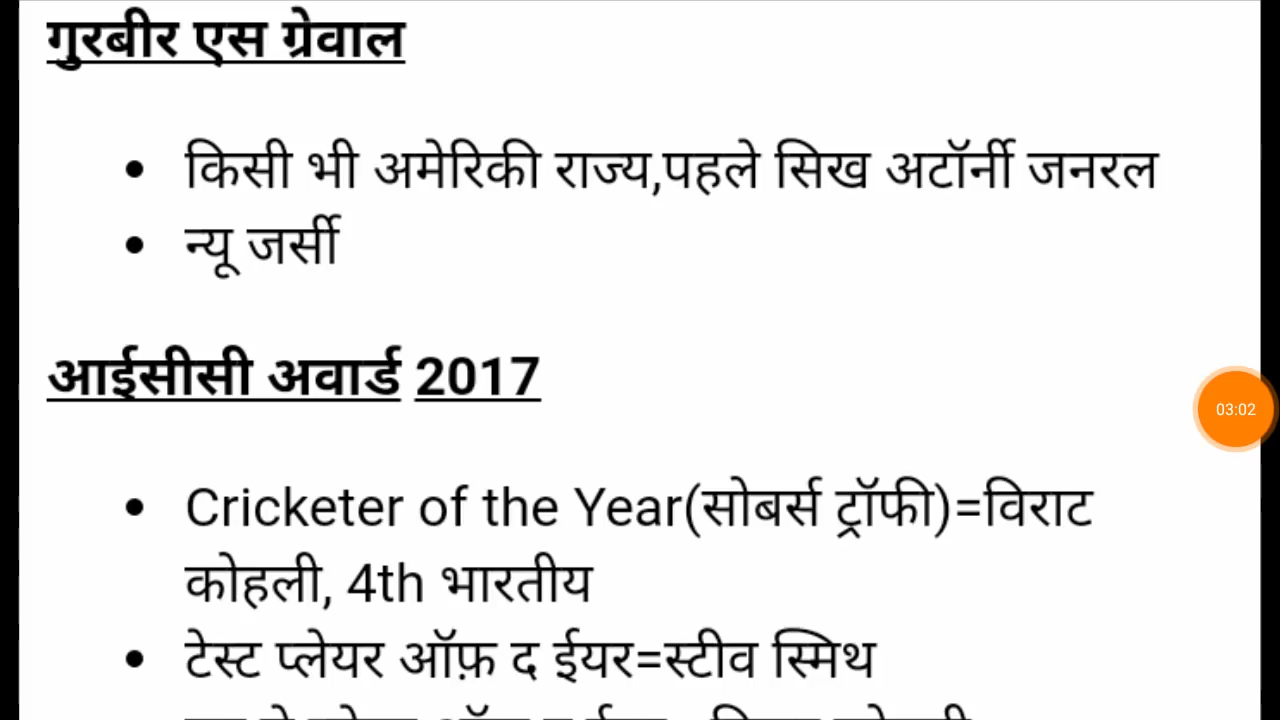 गुरबीर एस ग्रेवाल
किसी भी अमेरिकी राज्य,पहले सिख अटॉर्नी जनरल
न्यू जर्सी
आईसीसी अवार्ड 2017
03:02
Cricketer of the Year(सोबर्स ट्रॉफी)=विराट
कोहली, 4th भारतीय
टेस्ट प्लेयर ऑफ़ द ईयर=स्टीव स्मिथ